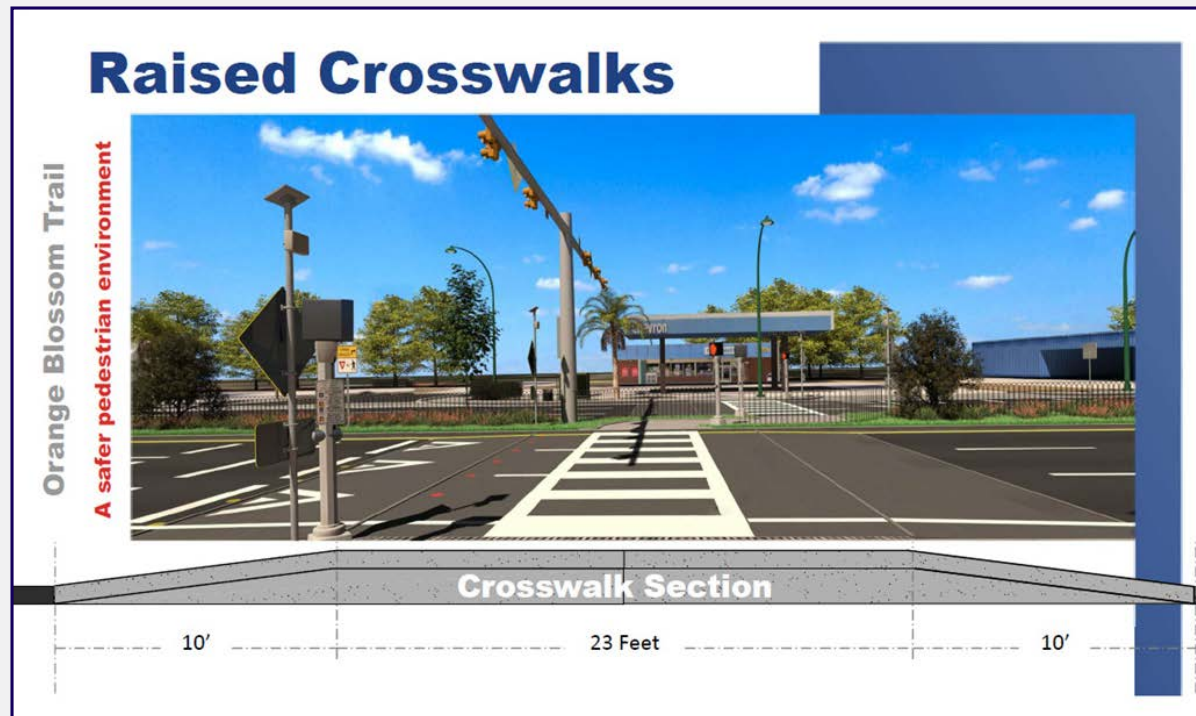 Raised Crosswalks
Orange Blossom Trail
A safer pedestrian environment
Crosswalk Section
10’
23 Feet
10’